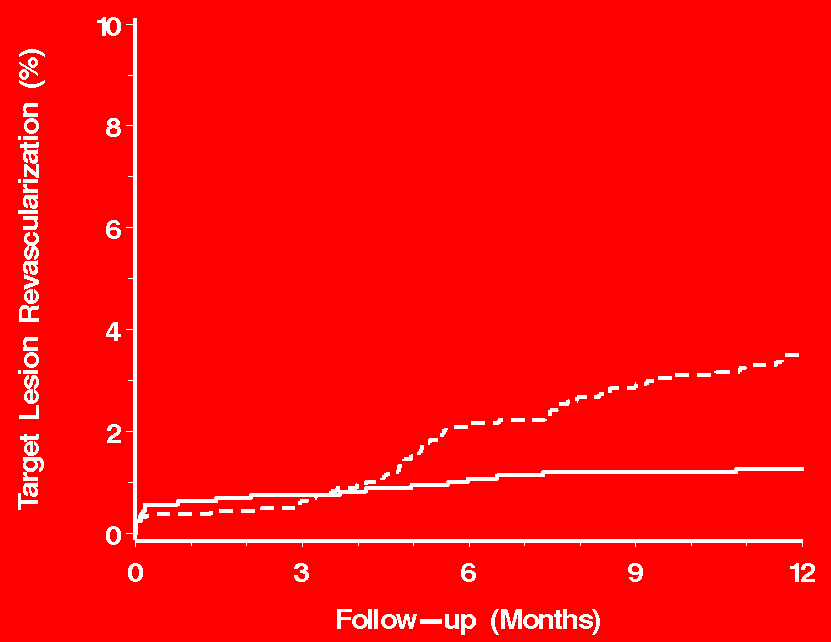 Target Lesion Revascularization (%)
10
8
6
4
2
0
0 3 6 9 12
Follow-up (Months)